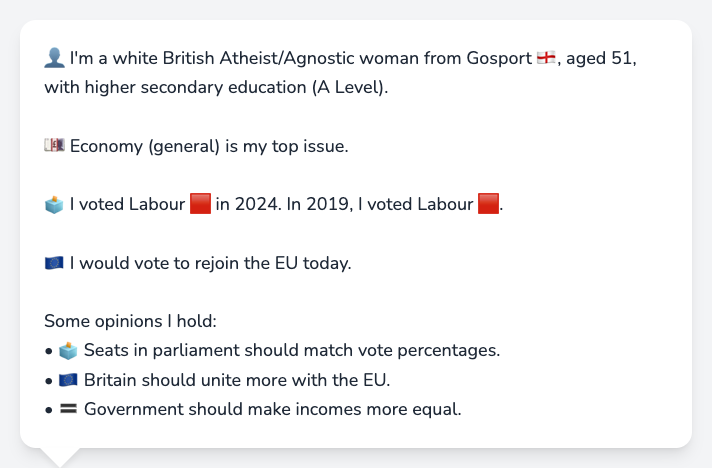 👤 I'm a white British Atheist/Agnostic woman from Gosport 🏴󠁧󠁢󠁥󠁮󠁧󠁿, aged 51,
with higher secondary education (A Level).
💷 Economy (general) is my top issue.
🗳️ I voted Labour 🟥 in 2024. In 2019, I voted Labour 🟥.
🇪🇺 I would vote to rejoin the EU today.
Some opinions I hold:
• 🗳️ Seats in parliament should match vote percentages.
• 🇪🇺 Britain should unite more with the EU.
• 🟰 Government should make incomes more equal.